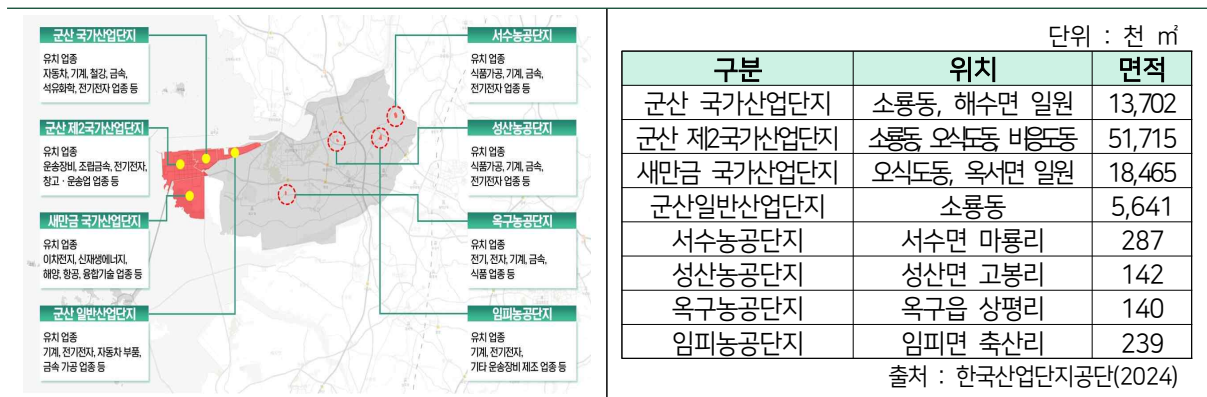 군산 국가산업단지
유치 업종
자동차, 기계, 철강, 금속,
석유화학, 전기전자 업종 등
군산 제2국가산업단지
유치 업종
운송장비, 조립금속, 전기전자,
창고 · 운송업 업종 등
새만금 국가산업단지
유치 업종
이차전지, 신재생에너지,
해양, 항공, 융합기술 업종 등
군산 일반산업단지
유치 업종
기계, 전기전자, 자동차 부품,
금속 가공 업종 등
서수농공단지
유치 업종
식품가공, 기계, 금속,
전기전자 업종 등
성산농공단지
유치 업종
식품가공, 기계, 금속,
전기전자 업종 등
옥구농공단지
유치 업종
전기, 전자, 기계, 금속,
식품 업종 등
임피농공단지
유치 업종
기계, 전기전자,
기타 운송장비 제조 업종 등
단위 : 천 ㎡
구분 위치 면적
군산 국가산업단지 소룡동, 해수면 일원 13,702
군산 제2국가산업단지 소룡동, 오식도동, 비응도동 51,715
새만금 국가산업단지 오식도동, 옥서면 일원 18,465
군산일반산업단지 소룡동 5,641
서수농공단지 서수면 마룡리 287
성산농공단지 성산면 고봉리 142
옥구농공단지 옥구읍 상평리 140
임피농공단지 임피면 축산리 239
출처 : 한국산업단지공단(2024)